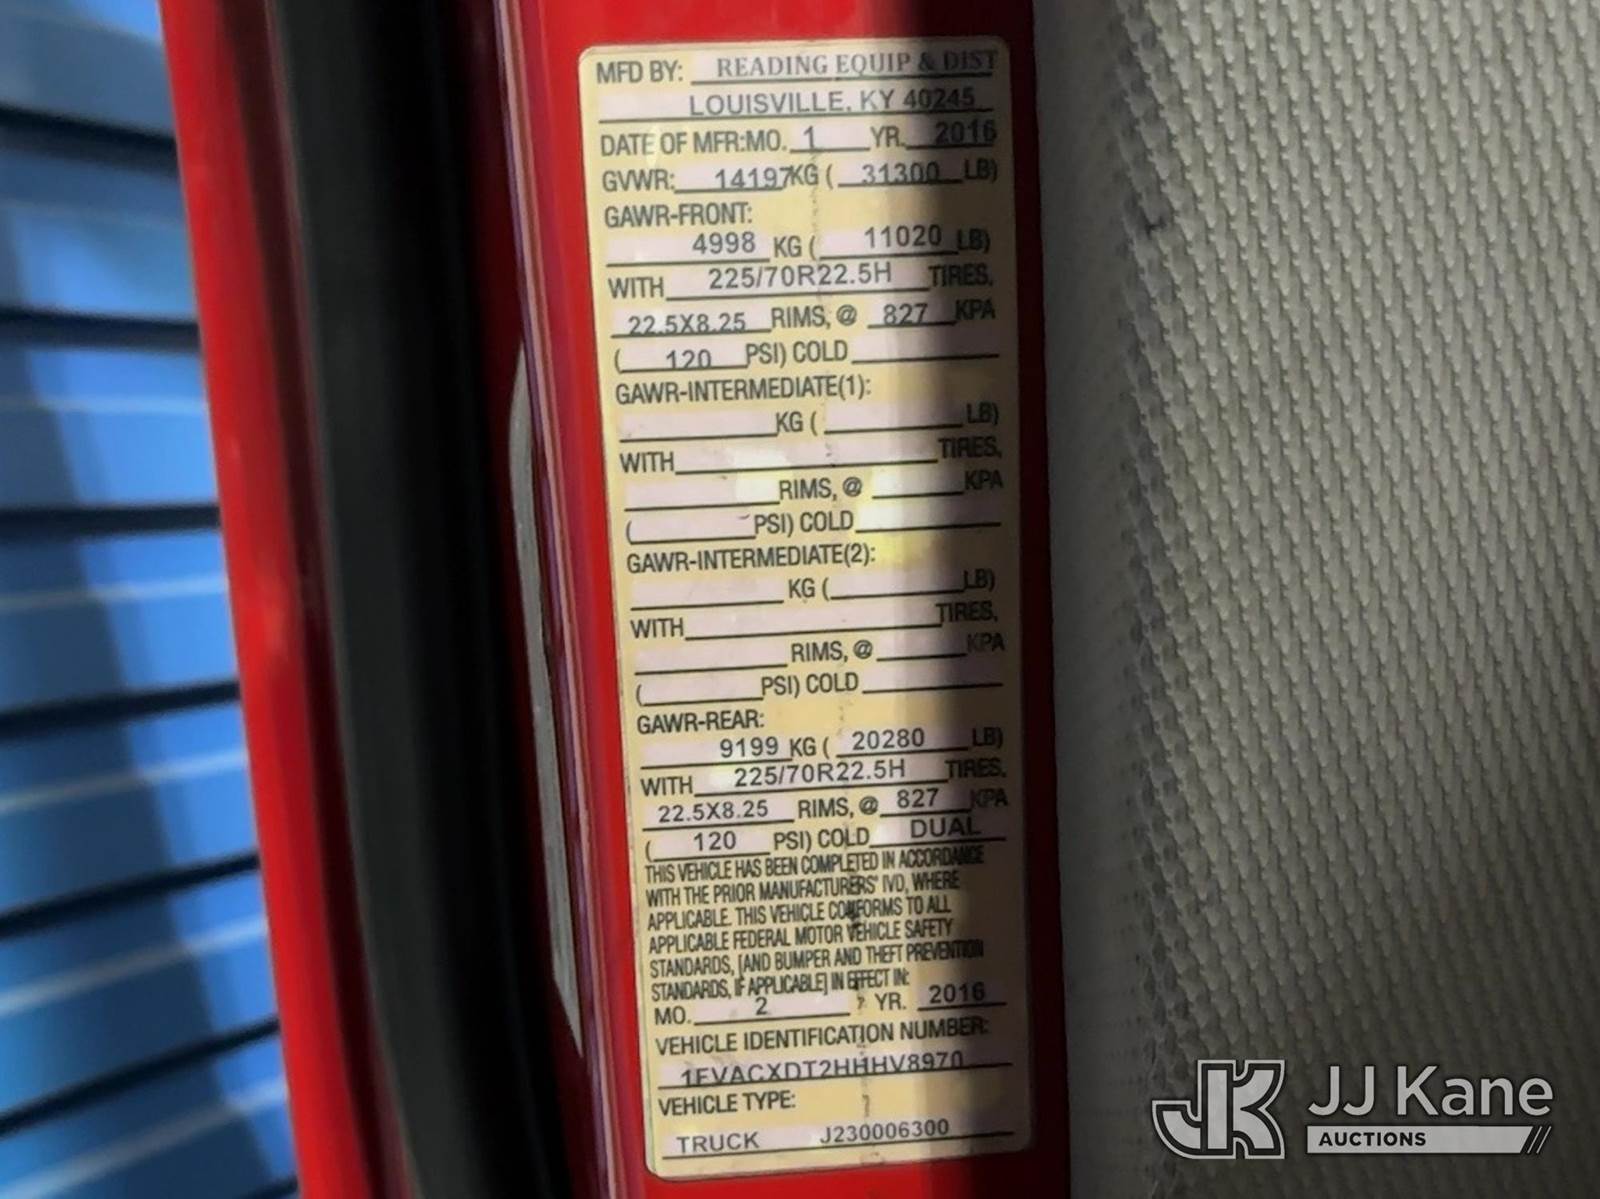 MFD BY: READING EQUIP & DIST
LOUISVILLE, KY 40245
DATE OF MFR:MO. 1 YR. 2016
GVWR: 14197KG ( 31300 LB)
GAWR-FRONT:
4998 KG ( 11020 LB)
WITH 225/70R22.5H TIRES,
22.5X8.25 RIMS, @ 827 KPA
( 120 PSI) COLD
GAWR-INTERMEDIATE(1):
KG ( LB)
WITH TIRES,
RIMS, @ KPA
( PSI) COLD
GAWR-INTERMEDIATE(2):
KG ( LB)
WITH TIRES,
RIMS, @ KPA
( PSI) COLD
GAWR-REAR:
9199 KG ( 20280 LB)
WITH 225/70R22.5H TIRES,
22.5X8.25 RIMS, @ 827 KPA
( 120 PSI) COLD DUAL
THIS VEHICLE HAS BEEN COMPLETED IN ACCORDANCE
WITH THE PRIOR MANUFACTURERS' IVD, WHERE
APPLICABLE. THIS VEHICLE CONFORMS TO ALL
APPLICABLE FEDERAL MOTOR VEHICLE SAFETY
STANDARDS, [AND BUMPER AND THEFT PREVENTION
STANDARDS, IF APPLICABLE] IN EFFECT IN:
MO. 2 YR. 2016
VEHICLE IDENTIFICATION NUMBER:
1FVACXDT2HHHV8970
VEHICLE TYPE:
TRUCK J230006300
JK JJ Kane
AUCTIONS